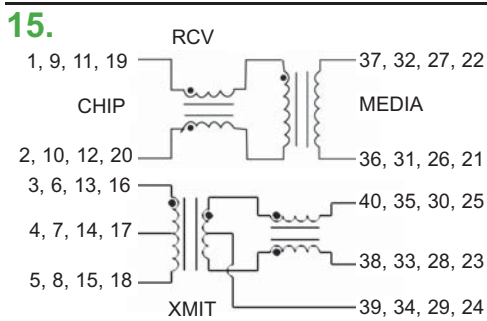 15.
RCV
1, 9, 11, 19
37, 32, 27, 22
CHIP
MEDIA
2, 10, 12, 20
36, 31, 26, 21
3, 6, 13, 16
40, 35, 30, 25
4, 7, 14, 17
38, 33, 28, 23
5, 8, 15, 18
XMIT
39, 34, 29, 24